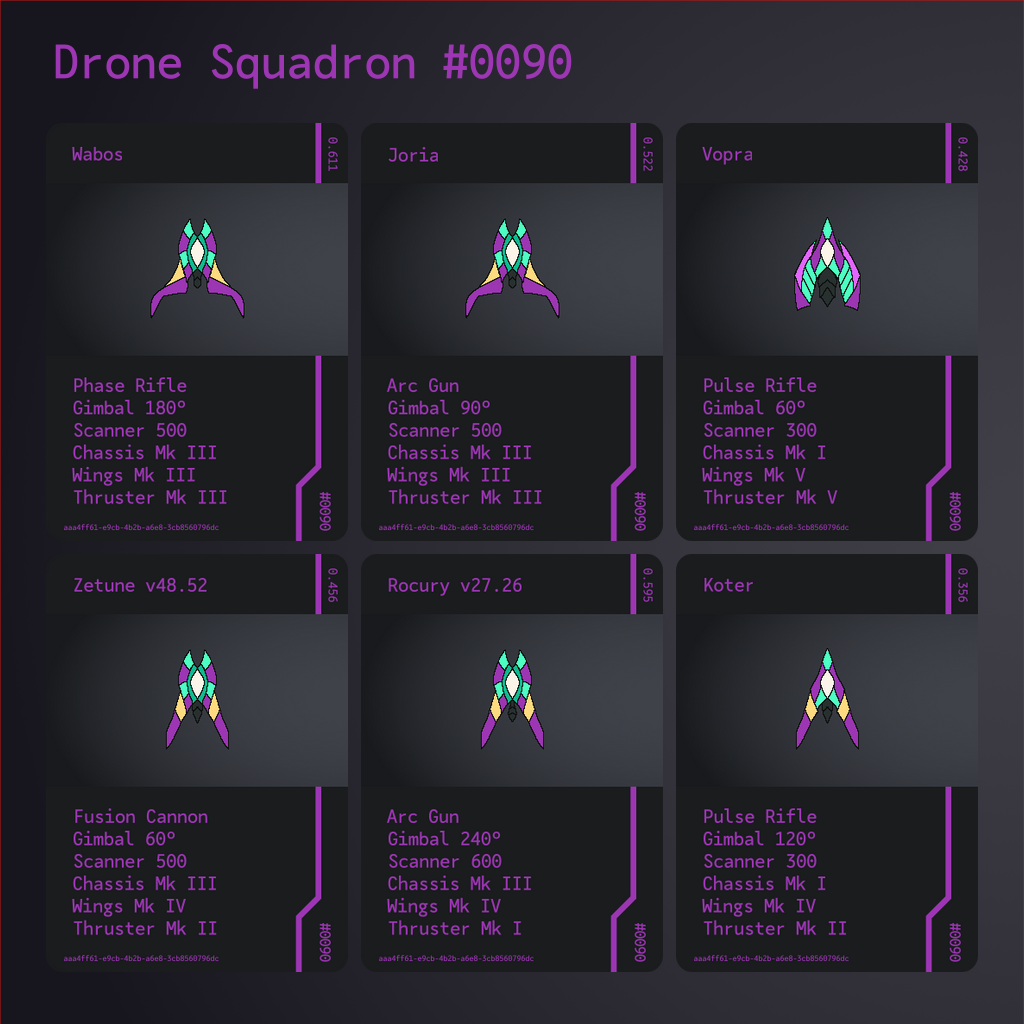 Drone Squadron #0090
Wabos
0.611
Phase Rifle
Gimbal 180º
Scanner 500
Chassis Mk III
Wings Mk III
Thruster Mk III
#0090
aaa4ff61-e9cb-4b2b-a6e8-3cb8560796dc
Joria
0.522
Arc Gun
Gimbal 90º
Scanner 500
Chassis Mk III
Wings Mk III
Thruster Mk III
#0090
aaa4ff61-e9cb-4b2b-a6e8-3cb8560796dc
Vopra
0.428
Pulse Rifle
Gimbal 60º
Scanner 300
Chassis Mk I
Wings Mk V
Thruster Mk V
#0090
aaa4ff61-e9cb-4b2b-a6e8-3cb8560796dc
Zetune v48.52
0.456
Fusion Cannon
Gimbal 60º
Scanner 500
Chassis Mk III
Wings Mk IV
Thruster Mk II
#0090
aaa4ff61-e9cb-4b2b-a6e8-3cb8560796dc
Rocury v27.26
0.595
Arc Gun
Gimbal 240º
Scanner 600
Chassis Mk III
Wings Mk IV
Thruster Mk I
#0090
aaa4ff61-e9cb-4b2b-a6e8-3cb8560796dc
Koter
0.356
Pulse Rifle
Gimbal 120º
Scanner 300
Chassis Mk I
Wings Mk IV
Thruster Mk II
#0090
aaa4ff61-e9cb-4b2b-a6e8-3cb8560796dc